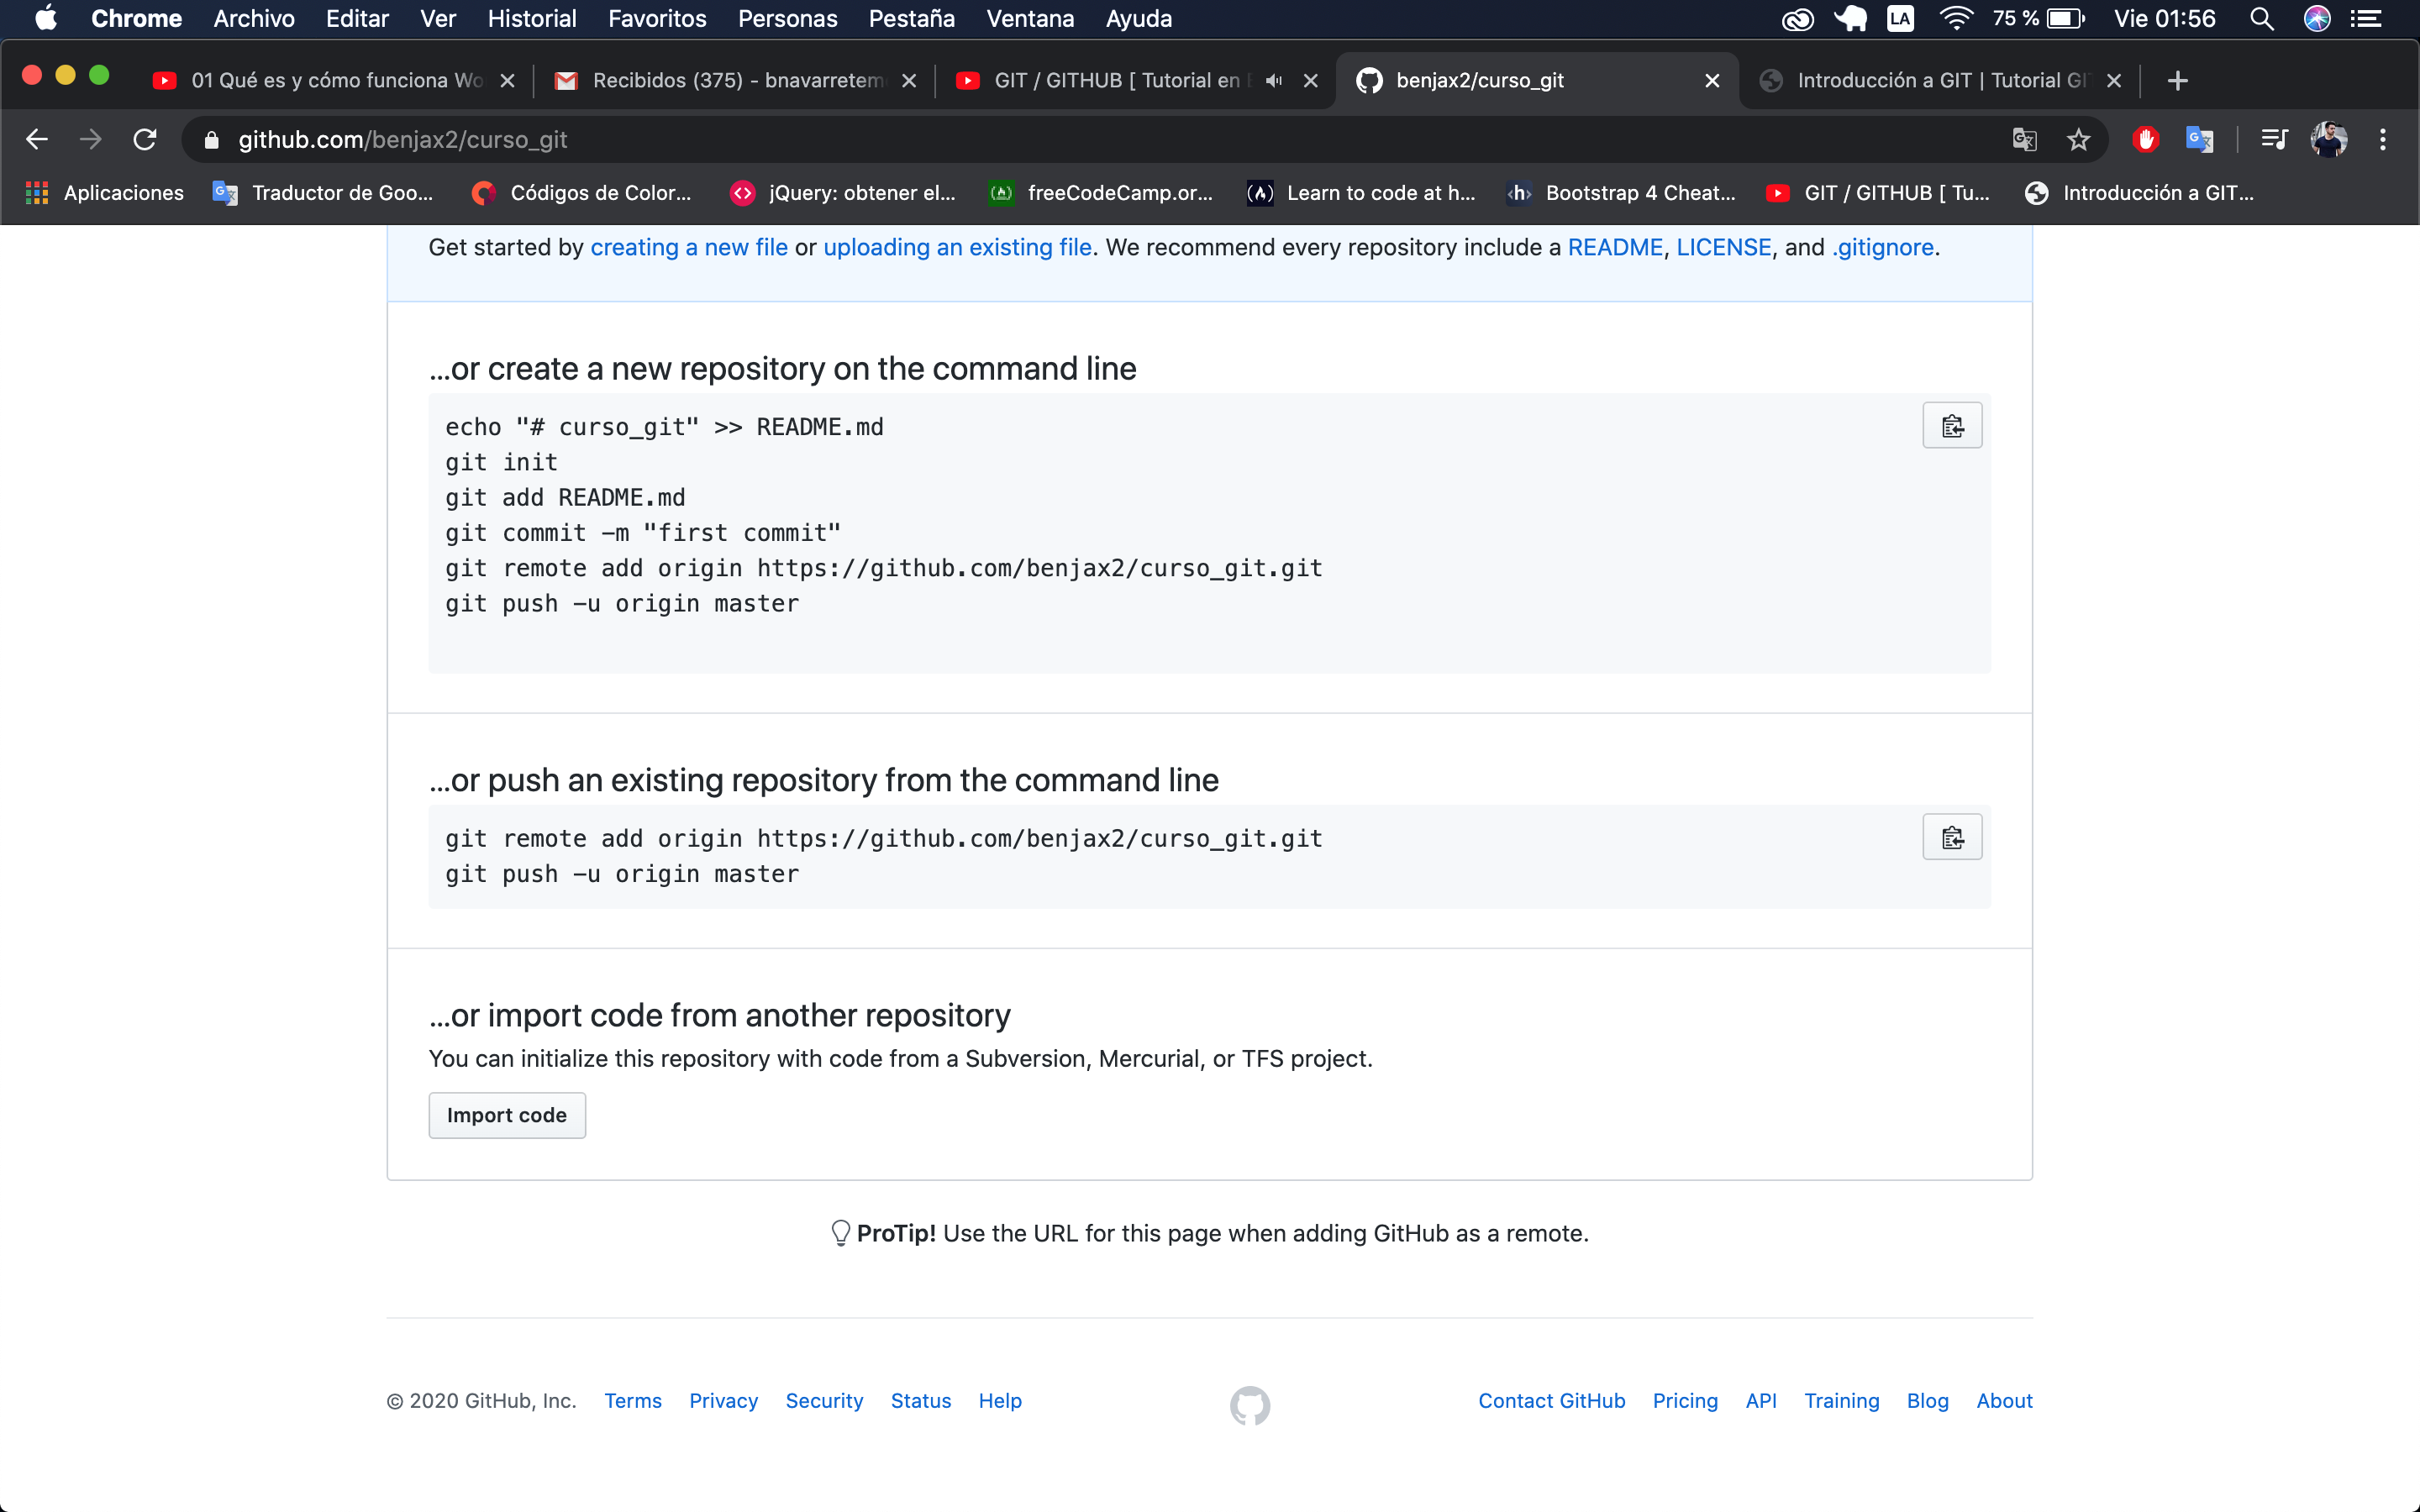 Chrome Archivo Editar Ver Historial Favoritos Personas Pestaña Ventana Ayuda LA 75 % Vie 01:56
01 Qué es y cómo funciona Wo Recibidos (375) - bnavarretem GIT / GITHUB [ Tutorial en benjax2/curso_git Introducción a GIT | Tutorial GI
github.com/benjax2/curso_git
Aplicaciones Traductor de Goo... Códigos de Color... jQuery: obtener el... freeCodeCamp.or... Learn to code at h... Bootstrap 4 Cheat... GIT / GITHUB [ Tu... Introducción a GIT...
Get started by creating a new file or uploading an existing file. We recommend every repository include a README, LICENSE, and .gitignore.
...or create a new repository on the command line
echo "# curso_git" >> README.md
git init
git add README.md
git commit -m "first commit"
git remote add origin https://github.com/benjax2/curso_git.git
git push -u origin master
...or push an existing repository from the command line
git remote add origin https://github.com/benjax2/curso_git.git
git push -u origin master
...or import code from another repository
You can initialize this repository with code from a Subversion, Mercurial, or TFS project.
Import code
ProTip! Use the URL for this page when adding GitHub as a remote.
© 2020 GitHub, Inc. Terms Privacy Security Status Help Contact GitHub Pricing API Training Blog About